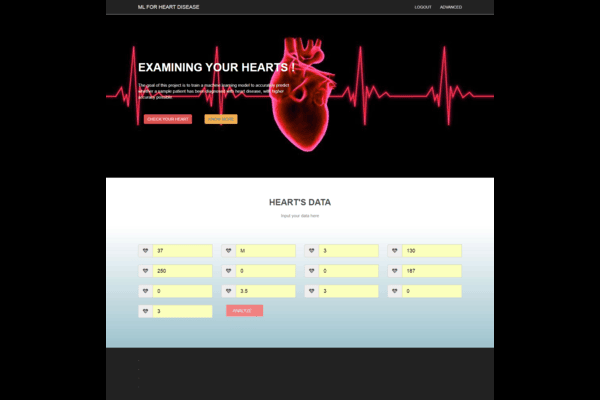 ML FOR HEART DISEASE
LOGOUT ADVANCED
EXAMINING YOUR HEARTS !
The goal of this project is to train a machine learning model to accurately predict
whether a sample patient has been diagnosed with heart disease, with higher
accuracy possible
CHECK YOUR HEART
KNOW MORE
HEART'S DATA
Input your data here
37 M 3 130
250 0 0 187
0 3.5 3 0
3 ANALYZE